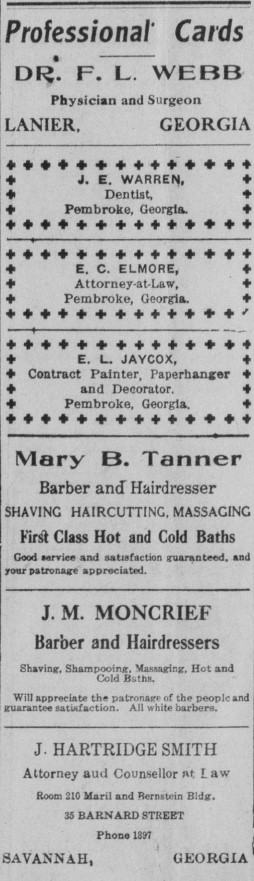 Professional Cards
DR. F. L. WEBB
Physician and Surgeon
LANIER, GEORGIA
J. E. WARREN,
Dentist,
Pembroke, Georgia.
E. C. ELMORE,
Attorney-at-Law,
Pembroke, Georgia.
E. L. JAYCOX,
Contract Painter, Paperhanger
and Decorator.
Pembroke, Georgia.
Mary B. Tanner
Barber and Hairdresser
SHAVING HAIRCUTTING, MASSAGING
First Class Hot and Cold Baths
Good service and satisfaction guaranteed, and
your patronage appreciated.
J. M. MONCRIEF
Barber and Hairdressers
Shaving, Shampooing, Massaging, Hot and
Cold Baths.
Will appreciate the patronage of the people and
guarantee satisfaction. All white barbers.
J. HARTRIDGE SMITH
Attorney aud Counsellor at Law
Room 210 Maril and Bernstein Bldg.
35 BARNARD STREET
Phone 1897
SAVANNAH, GEORGIA